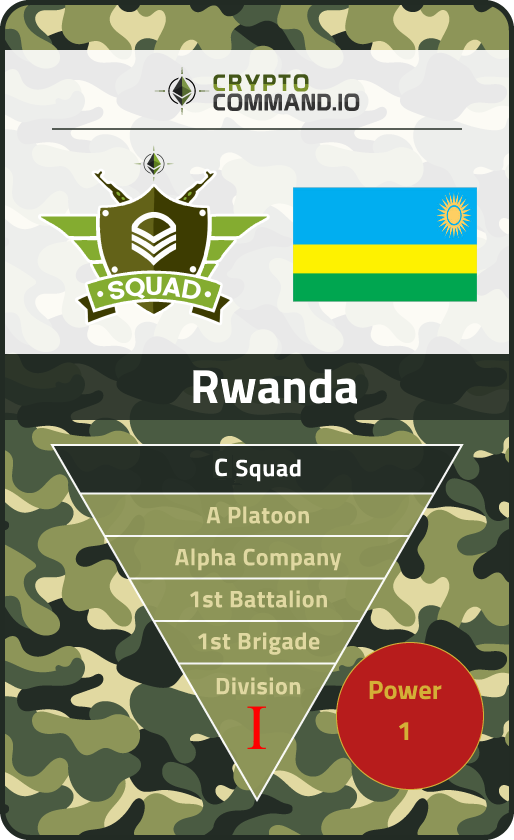 CRYPTO
COMMAND.IO
SQUAD
Rwanda
C Squad
A Platoon
Alpha Company
1st Battalion
1st Brigade
Division
I
Power
1